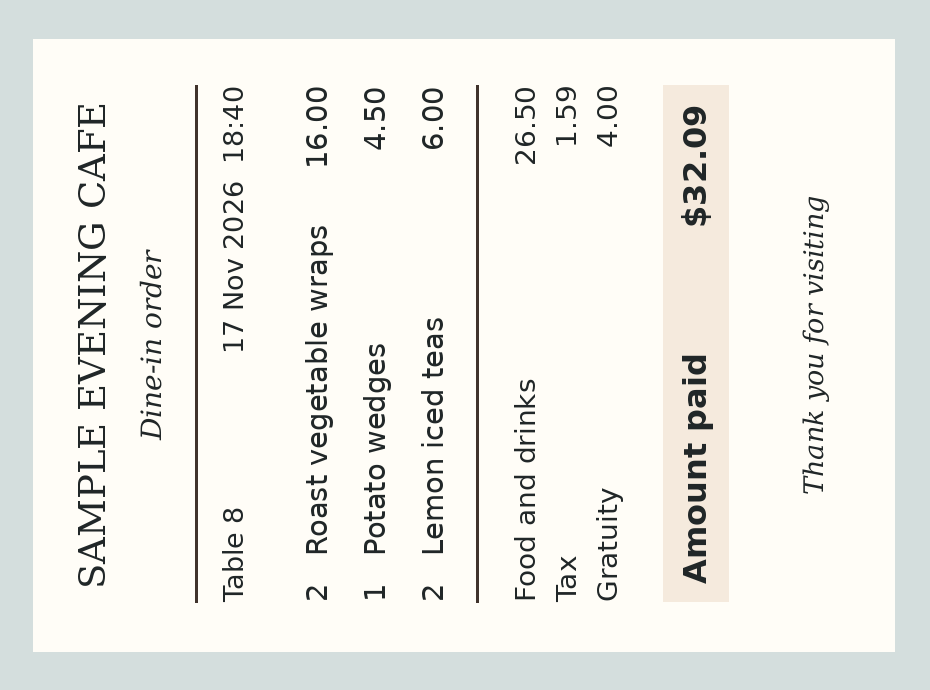 SAMPLE EVENING CAFE
Dine-in order
Table 8 17 Nov 2026 18:40
2 Roast vegetable wraps 16.00
1 Potato wedges 4.50
2 Lemon iced teas 6.00
Food and drinks 26.50
Tax 1.59
Gratuity 4.00
Amount paid $32.09
Thank you for visiting